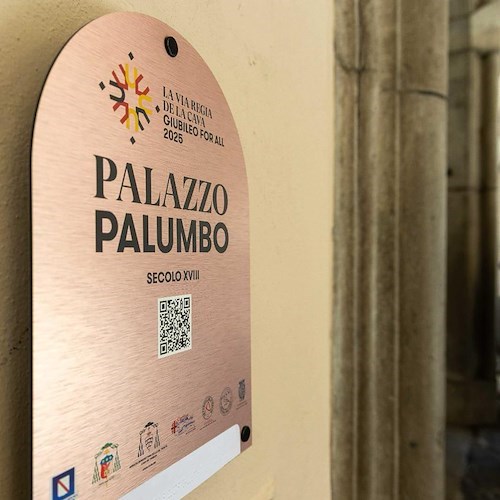 LA VIA REGIA
DE LA CAVA
GIUBILEO FOR ALL
2025
PALAZZO
PALUMBO
SECOLO XVIII